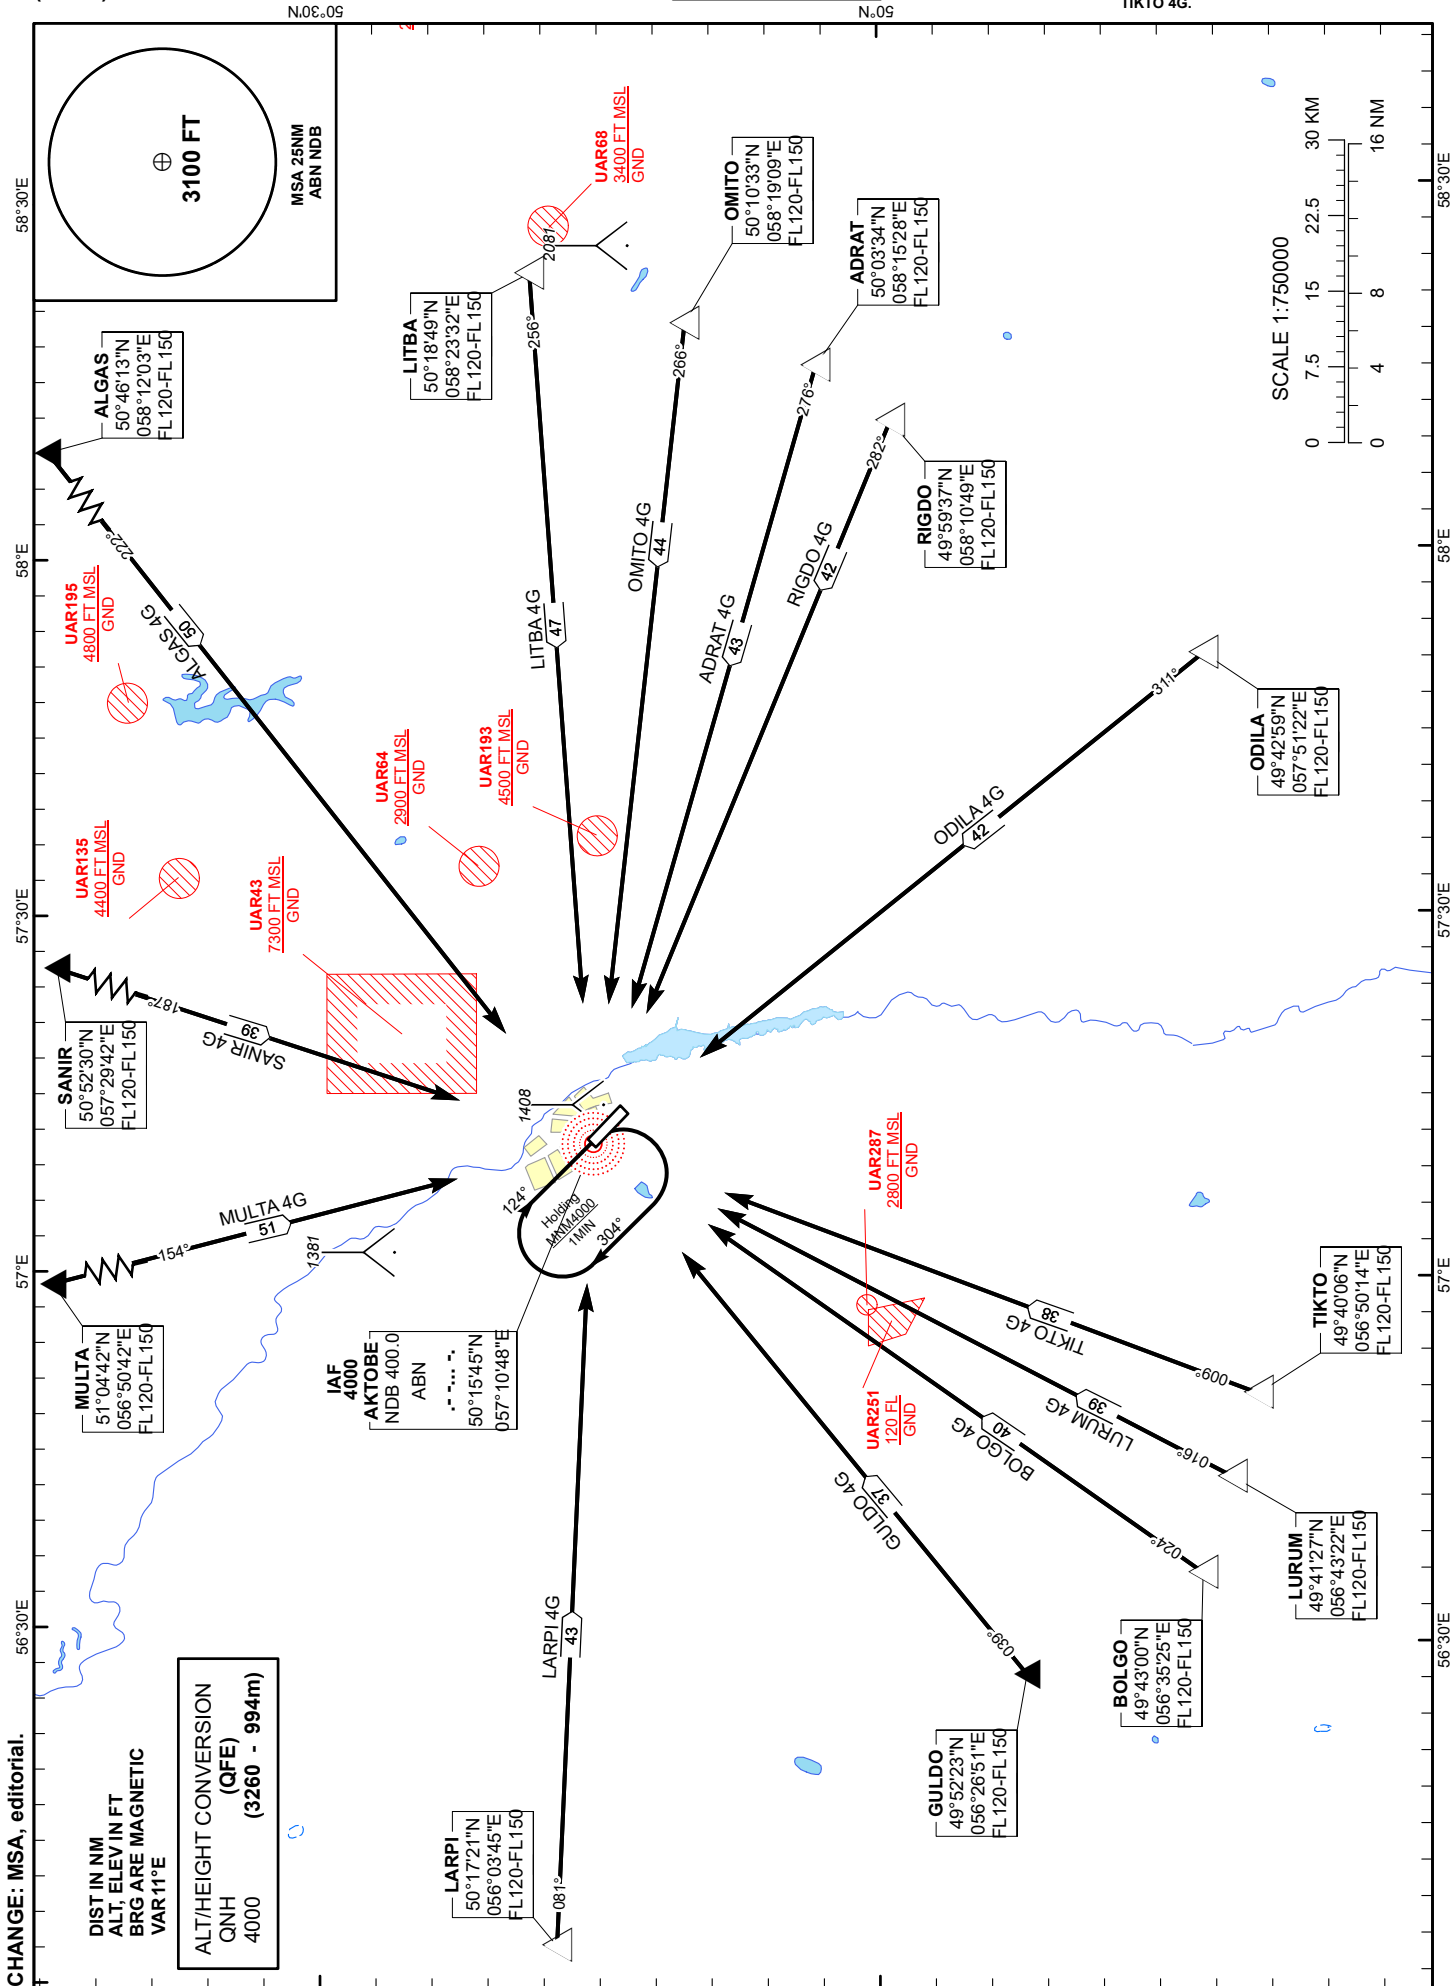 CHANGE: MSA, editorial.
DIST IN NM
ALT, ELEV IN FT
BRG ARE MAGNETIC
VAR11°E
ALT/HEIGHT CONVERSION
QNH (QFE)
4000 (3260 - 994m)
MSA 25NM
ABN NDB
3100 FT
MULTA
51°04'42"N
056°50'42"E
FL120-FL150
154°
51
MULTA 4G
SANIR
50°52'30"N
057°29'42"E
FL120-FL150
187°
39
SANIR 4G
ALGAS
50°46'13"N
058°12'03"E
FL120-FL150
222°
50
ALGAS 4G
UAR135
4400 FT MSL
GND
UAR195
4800 FT MSL
GND
UAR43
7300 FT MSL
GND
UAR64
2900 FT MSL
GND
UAR193
4500 FT MSL
GND
UAR68
3400 FT MSL
GND
2081
1381
1408
LITBA
50°18'49"N
058°23'32"E
FL120-FL150
256°
LITBA 4G
47
OMITO
50°10'33"N
058°19'09"E
FL120-FL150
266°
OMITO 4G
44
ADRAT
50°03'34"N
058°15'28"E
FL120-FL150
276°
ADRAT 4G
43
RIGDO
49°59'37"N
058°10'49"E
FL120-FL150
282°
RIGDO 4G
42
ODILA
49°42'59"N
057°51'22"E
FL120-FL150
311°
ODILA 4G
42
IAF
4000
AKTOBE
NDB 400.0
ABN
.- -... -.
50°15'45"N
057°10'48"E
124°
Holding
MNM4000
1MIN
304°
LARPI
50°17'21"N
056°03'45"E
FL120-FL150
081°
LARPI 4G
43
GULDO
49°52'23"N
056°26'51"E
FL120-FL150
039°
37
GULDO 4G
BOLGO
49°43'00"N
056°35'25"E
FL120-FL150
024°
40
BOLGO 4G
LURUM
49°41'27"N
056°43'22"E
FL120-FL150
016°
39
LURUM 4G
TIKTO
49°40'06"N
056°50'14"E
FL120-FL150
009°
38
TIKTO 4G
UAR287
2800 FT MSL
GND
UAR251
120 FL
GND
SCALE 1:750000
0 7.5 15 22.5 30 KM
0 4 8 16 NM
56°30'E
57°E
57°30'E
58°E
58°30'E
56°30'E
57°E
57°30'E
58°E
58°30'E
50°30'N
50°N
TIKTO 4G.